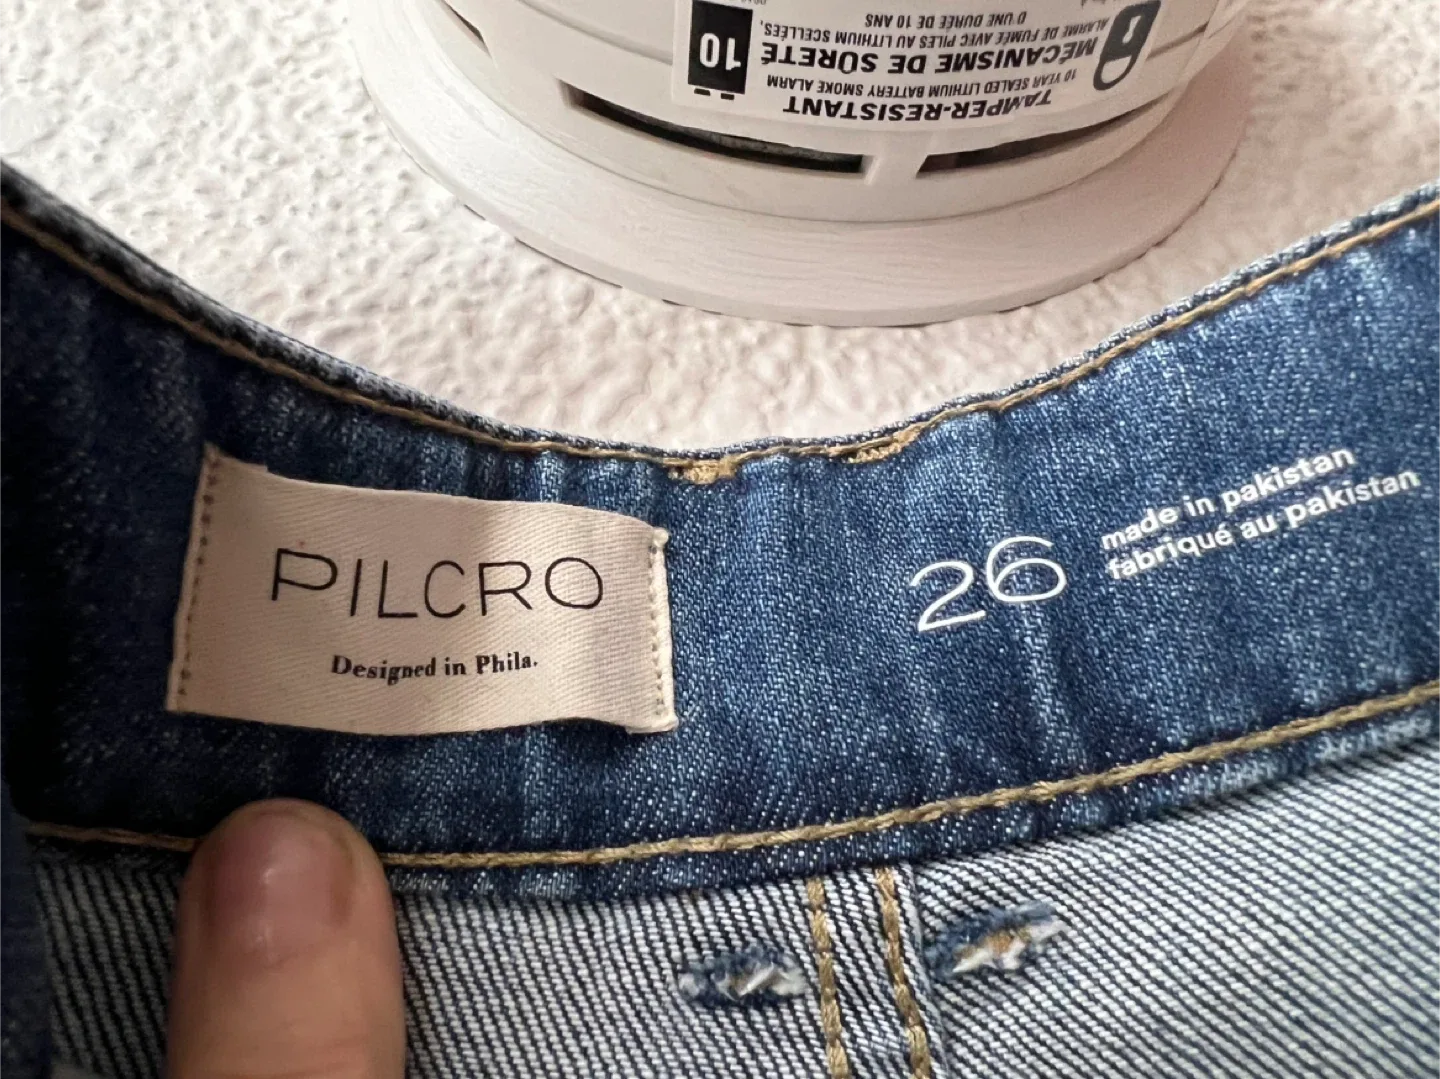 TAMPER-RESISTANT
10 YEAR SEALED LITHIUM BATTERY SMOKE ALARM
MÉCANISME DE SÛRETÉ
ALARME DE FUMÉE AVEC PILES AU LITHIUM SCELLÉES,
D'UNE DURÉE DE 10 ANS
10
PILCRO
Designed in Phila.
26
made in pakistan
fabriqué au pakistan